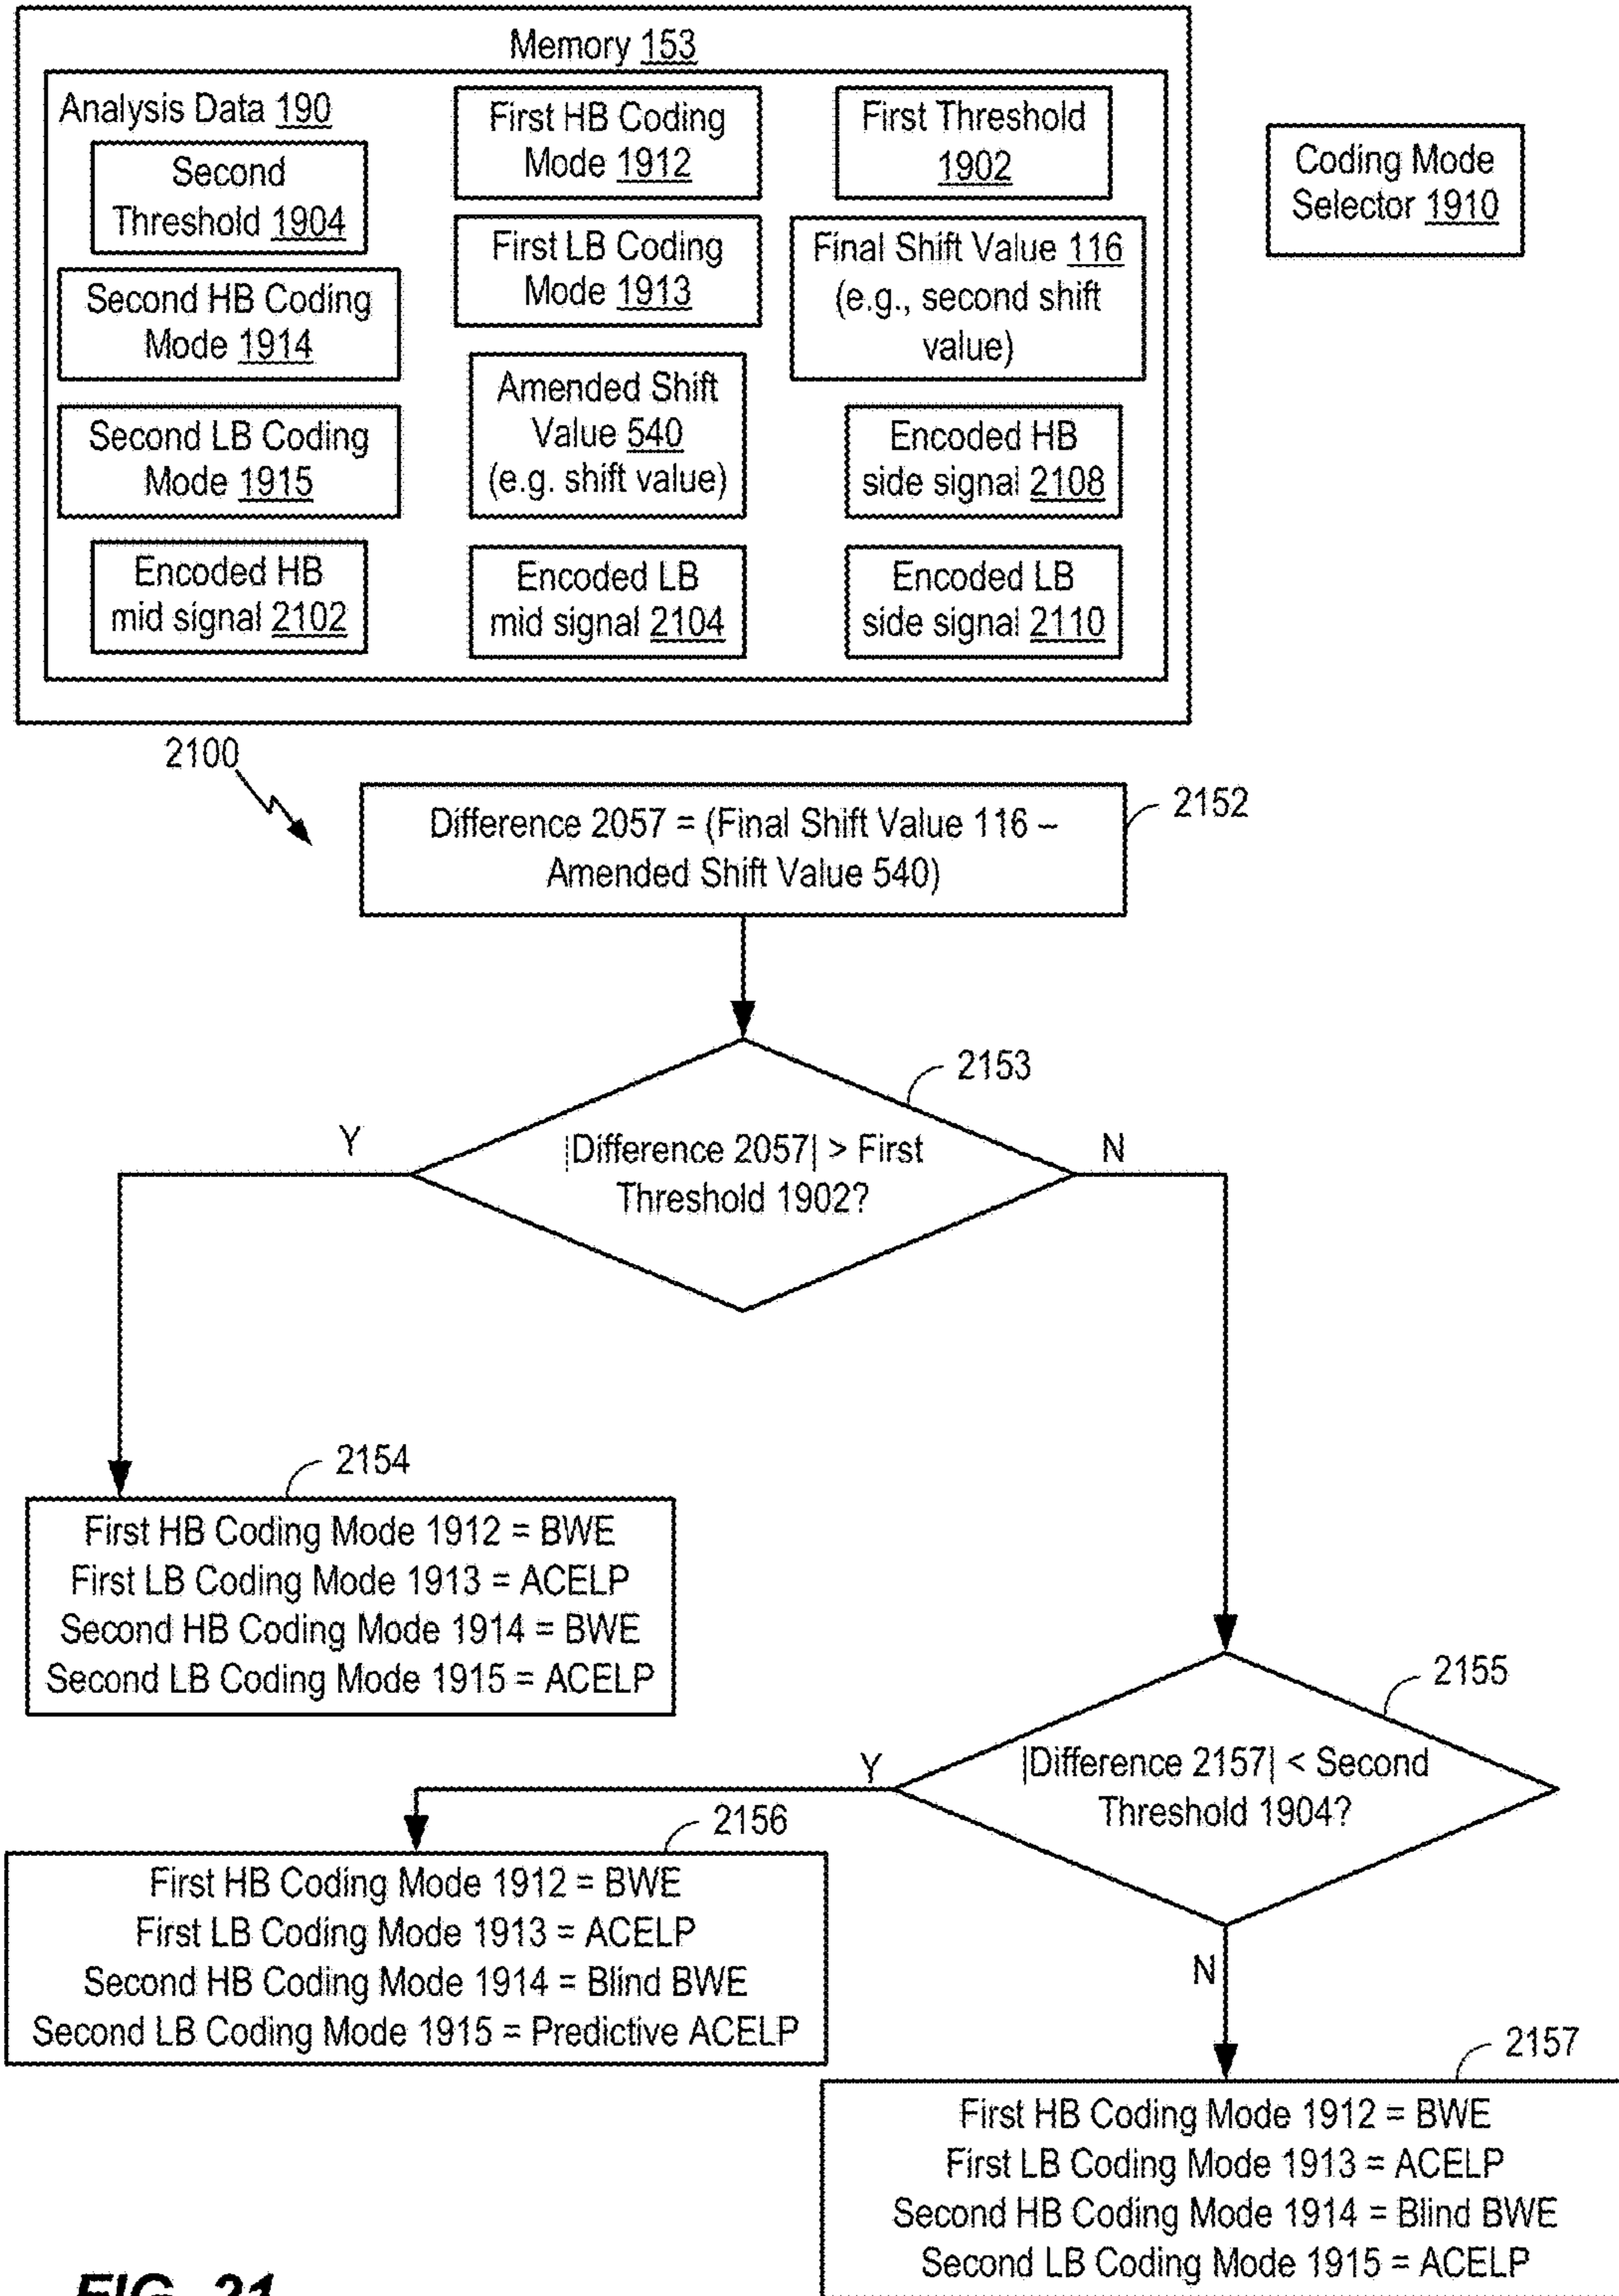 Memory 153
Analysis Data 190
Second
Threshold 1904
Second HB Coding
Mode 1914
Second LB Coding
Mode 1915
Encoded HB
mid signal 2102
First HB Coding
Mode 1912
First LB Coding
Mode 1913
Amended Shift
Value 540
(e.g. shift value)
Encoded LB
mid signal 2104
First Threshold
1902
Final Shift Value 116
(e.g., second shift
value)
Encoded HB
side signal 2108
Encoded LB
side signal 2110
Coding Mode
Selector 1910
2100
2152
Difference 2057 = (Final Shift Value 116 –
Amended Shift Value 540)
2153
|Difference 2057| > First
Threshold 1902?
Y
N
2154
First HB Coding Mode 1912 = BWE
First LB Coding Mode 1913 = ACELP
Second HB Coding Mode 1914 = BWE
Second LB Coding Mode 1915 = ACELP
2155
|Difference 2157| < Second
Threshold 1904?
Y
N
2156
First HB Coding Mode 1912 = BWE
First LB Coding Mode 1913 = ACELP
Second HB Coding Mode 1914 = Blind BWE
Second LB Coding Mode 1915 = Predictive ACELP
2157
First HB Coding Mode 1912 = BWE
First LB Coding Mode 1913 = ACELP
Second HB Coding Mode 1914 = Blind BWE
Second LB Coding Mode 1915 = ACELP
FIG. 21